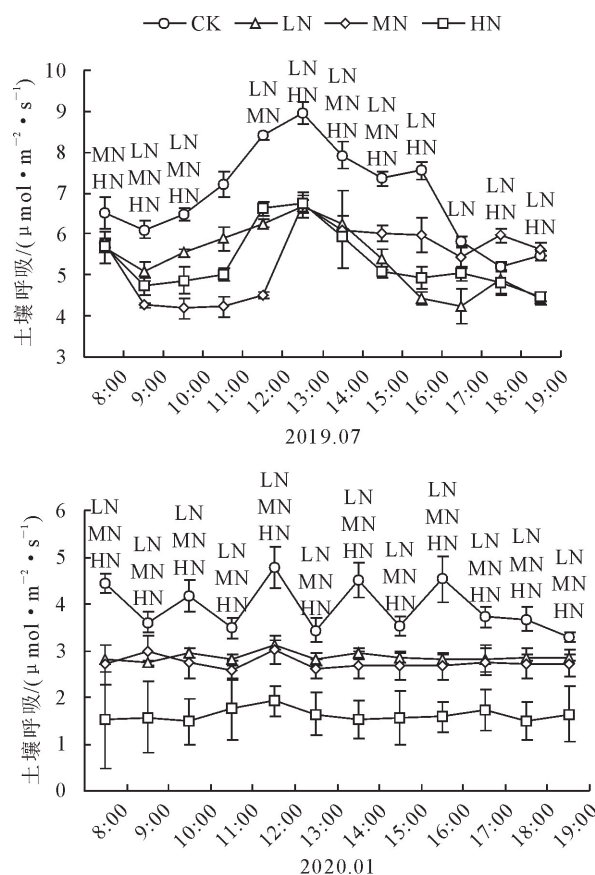 CK LN MN HN
土壤呼吸/(μmol·m⁻²·s⁻¹)
10
9
8
7
6
5
4
3
MN
HN
LN
MN
HN
LN
MN
HN
LN
MN
LN
HN
LN
MN
HN
LN
MN
HN
LN
HN
LN
LN
HN
LN
HN
8:00 9:00 10:00 11:00 12:00 13:00 14:00 15:00 16:00 17:00 18:00 19:00
2019.07
土壤呼吸/(μmol·m⁻²·s⁻¹)
6
5
4
3
2
1
0
LN
MN
HN
LN
MN
HN
LN
MN
HN
LN
MN
HN
LN
MN
HN
LN
MN
HN
LN
MN
HN
LN
MN
HN
LN
MN
HN
LN
MN
HN
LN
MN
HN
LN
MN
HN
8:00 9:00 10:00 11:00 12:00 13:00 14:00 15:00 16:00 17:00 18:00 19:00
2020.01